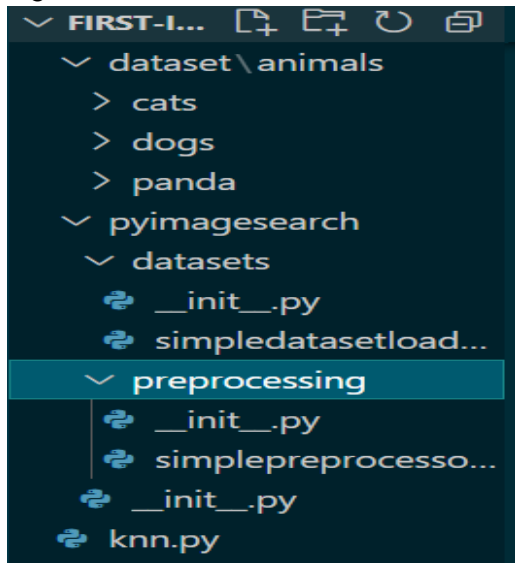 FIRST-I...
dataset\animals
cats
dogs
panda
pyimagesearch
datasets
__init__.py
simpledatasetload...
preprocessing
__init__.py
simplepreprocesso...
__init__.py
knn.py